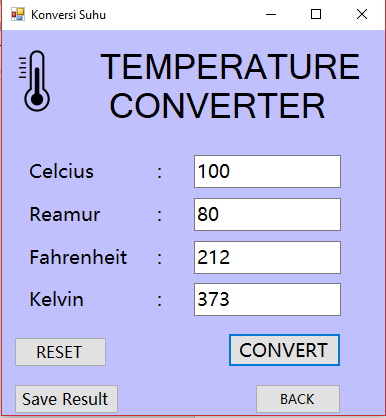 Konversi Suhu
TEMPERATURE
CONVERTER
Celcius : 100
Reamur : 80
Fahrenheit : 212
Kelvin : 373
RESET CONVERT
Save Result BACK